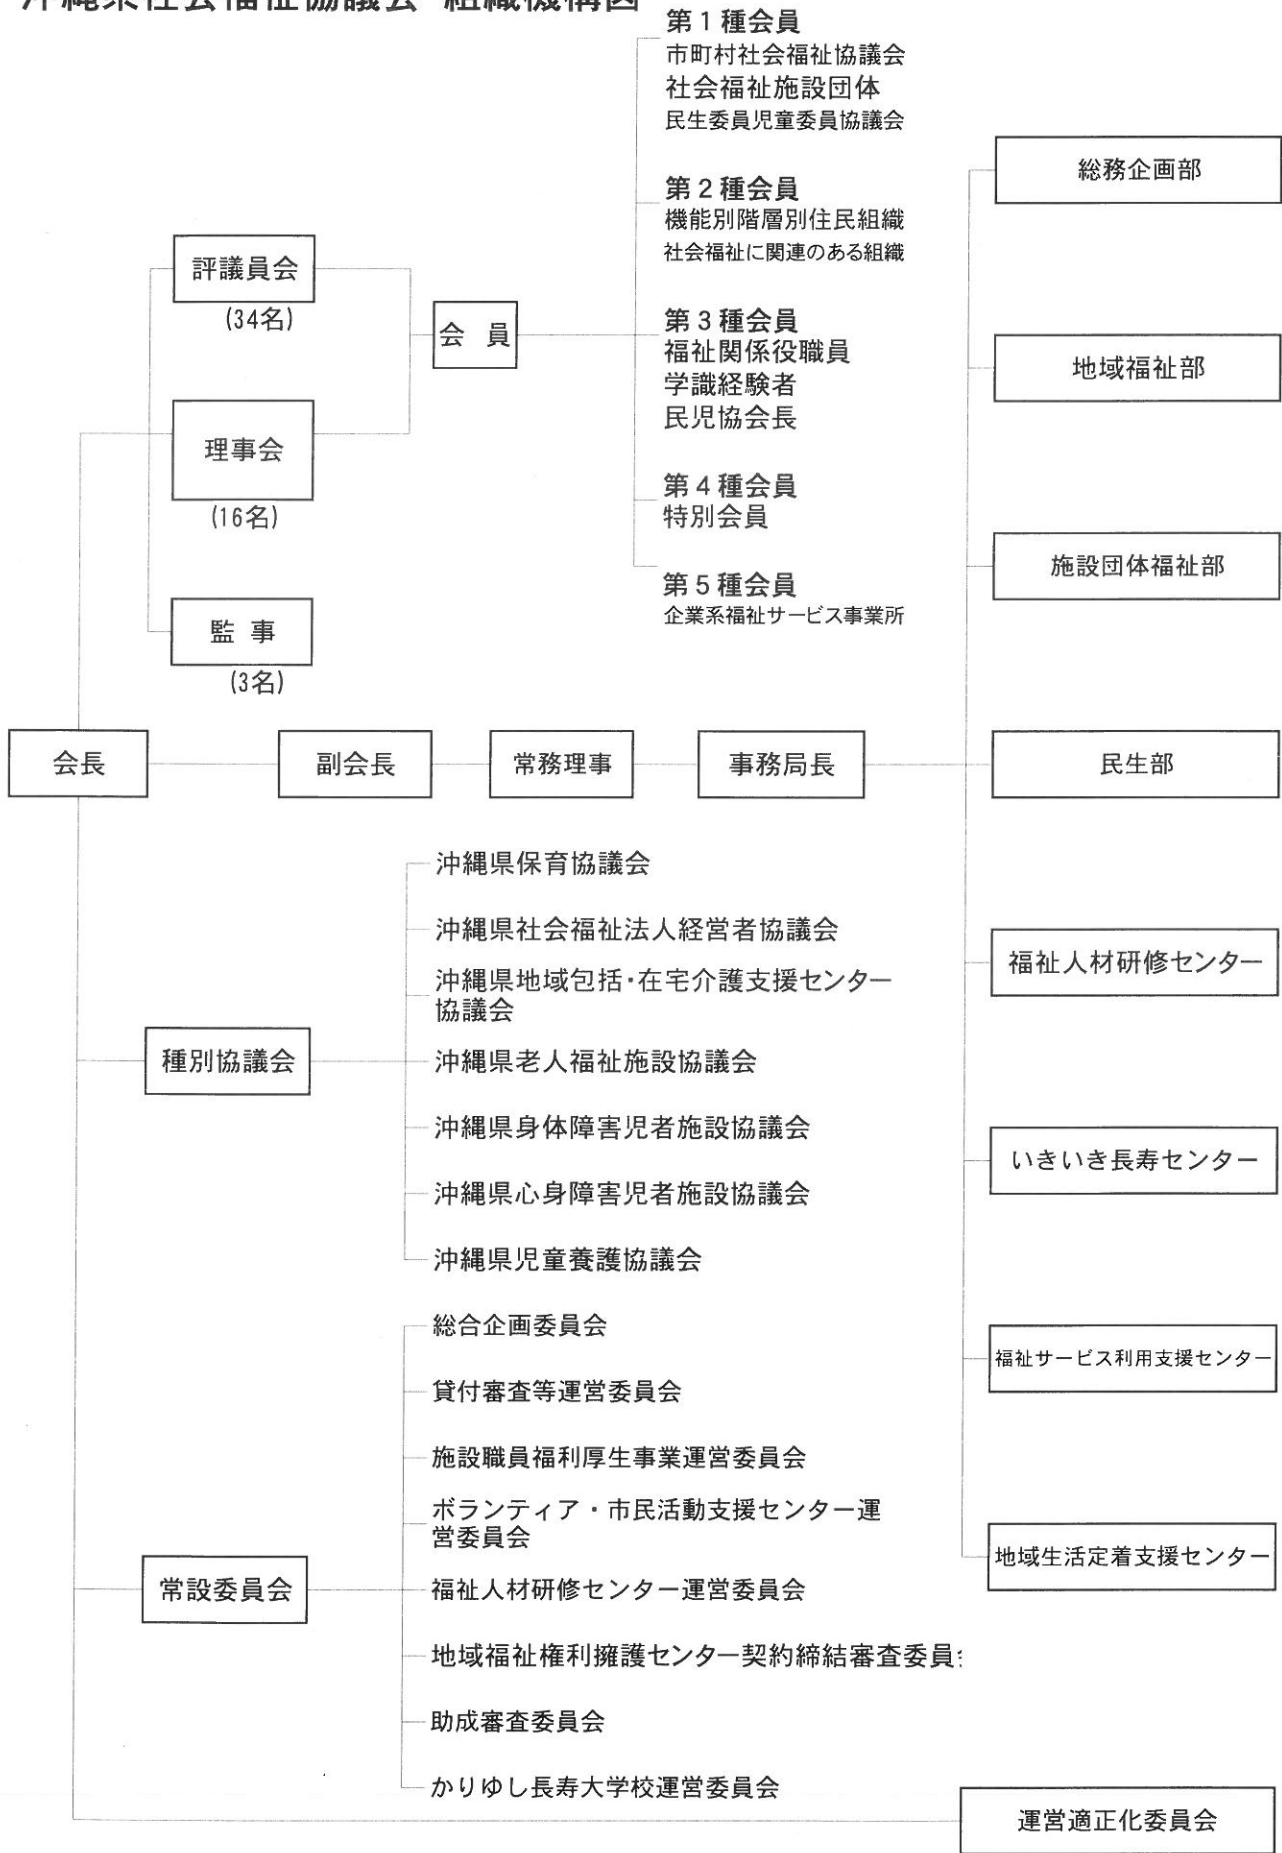 沖縄県社会福祉協議会 組織機構図
第１種会員
市町村社会福祉協議会
社会福祉施設団体
民生委員児童委員協議会
第２種会員
機能別階層別住民組織
社会福祉に関連のある組織
第３種会員
福祉関係役職員
学識経験者
民児協会長
第４種会員
特別会員
第５種会員
企業系福祉サービス事業所
評議員会
(34名)
会 員
理事会
(16名)
監 事
(3名)
会長
副会長
常務理事
事務局長
総務企画部
地域福祉部
施設団体福祉部
民生部
福祉人材研修センター
いきいき長寿センター
福祉サービス利用支援センター
地域生活定着支援センター
種別協議会
沖縄県保育協議会
沖縄県社会福祉法人経営者協議会
沖縄県地域包括・在宅介護支援センター
協議会
沖縄県老人福祉施設協議会
沖縄県身体障害児者施設協議会
沖縄県心身障害児者施設協議会
沖縄県児童養護協議会
常設委員会
総合企画委員会
貸付審査等運営委員会
施設職員福利厚生事業運営委員会
ボランティア・市民活動支援センター運
営委員会
福祉人材研修センター運営委員会
地域福祉権利擁護センター契約締結審査委員
助成審査委員会
かりゆし長寿大学校運営委員会
運営適正化委員会